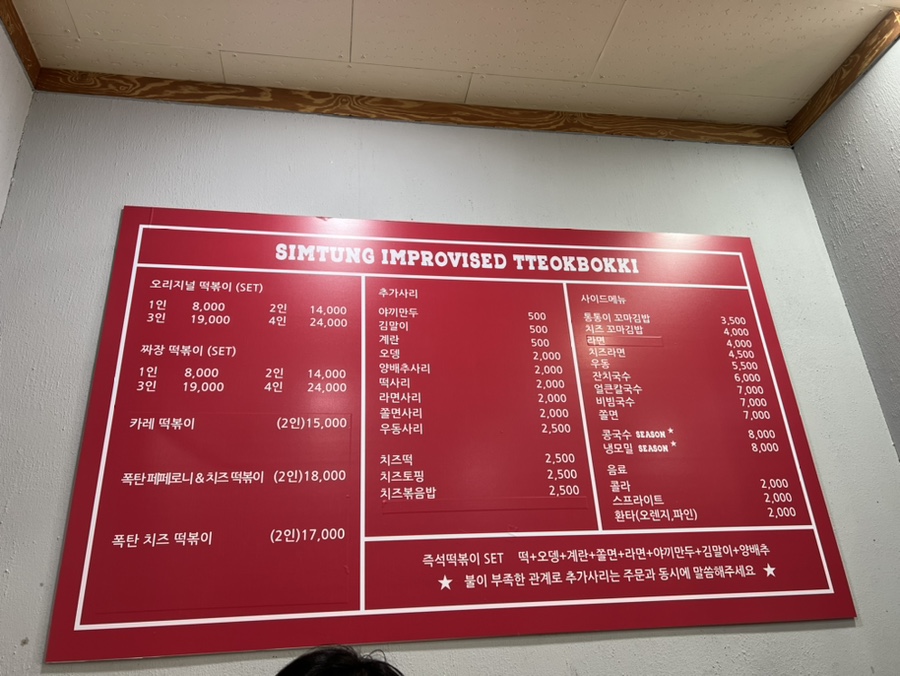 SIMTUNG IMPROVISED TTEOKBOKKI
오리지널 떡볶이 (SET)
1인 8,000 2인 14,000
3인 19,000 4인 24,000
짜장 떡볶이 (SET)
1인 8,000 2인 14,000
3인 19,000 4인 24,000
카레 떡볶이 (2인)15,000
폭탄 페페로니&치즈 떡볶이 (2인)18,000
폭탄 치즈 떡볶이 (2인)17,000
추가사리
야끼만두 500
김말이 500
계란 500
오뎅 2,000
양배추사리 2,000
떡사리 2,000
라면사리 2,000
쫄면사리 2,000
우동사리 2,500
치즈떡 2,500
치즈토핑 2,500
치즈볶음밥 2,500
사이드메뉴
통통이 꼬마김밥 3,500
치즈 꼬마김밥 4,000
라면 4,000
치즈라면 4,500
우동 5,500
잔치국수 6,000
얼큰칼국수 7,000
비빔국수 7,000
쫄면 7,000
콩국수 SEASON★ 8,000
냉모밀 SEASON★ 8,000
음료
콜라 2,000
스프라이트 2,000
환타(오렌지,파인) 2,000
즉석떡볶이 SET 떡+오뎅+계란+쫄면+라면+야끼만두+김말이+양배추
★ 불이 부족한 관계로 추가사리는 주문과 동시에 말씀해주세요 ★